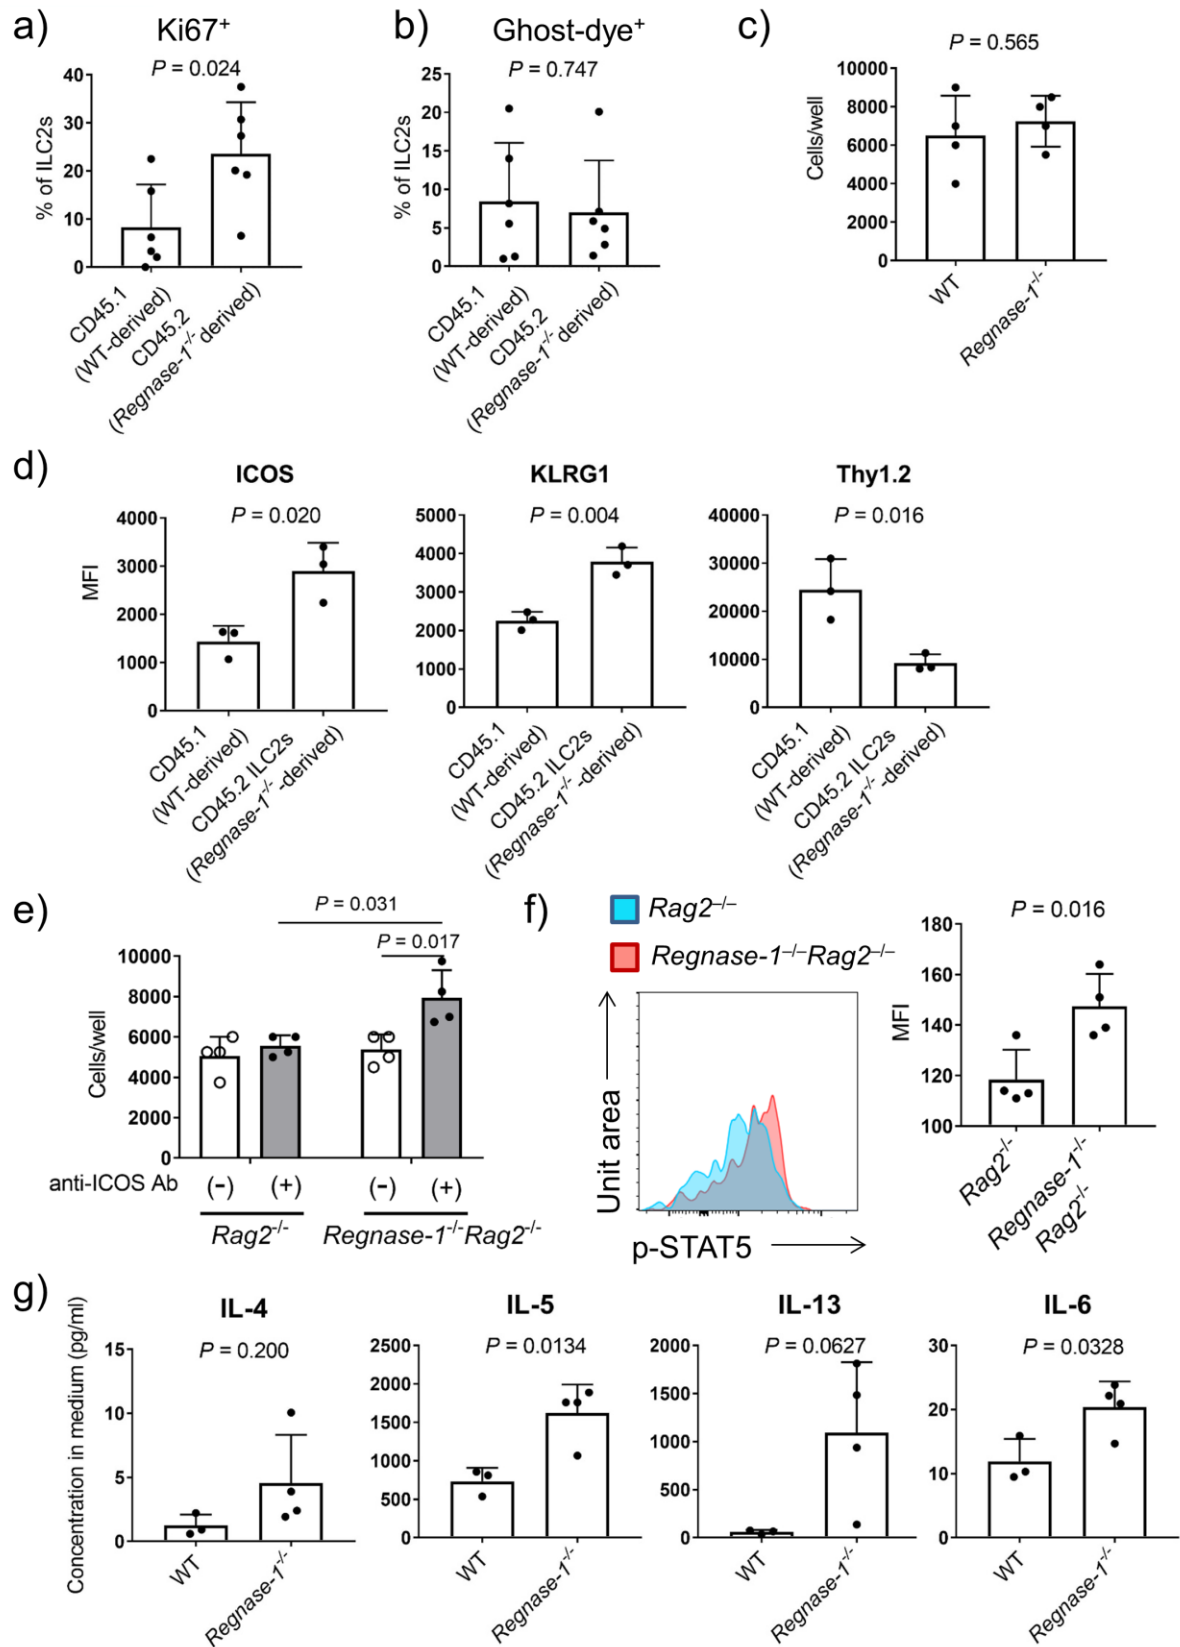 a)
Ki67⁺
P = 0.024
% of ILC2s
40
30
20
10
0
CD45.1
(WT-derived)
CD45.2
(Regnase-1⁻/⁻ derived)
b)
Ghost-dye⁺
P = 0.747
% of ILC2s
25
20
15
10
5
0
CD45.1
(WT-derived)
CD45.2
(Regnase-1⁻/⁻ derived)
c)
P = 0.565
Cells/well
10000
8000
6000
4000
2000
0
WT
Regnase-1⁻/⁻
d)
ICOS
P = 0.020
MFI
4000
3000
2000
1000
0
CD45.1
(WT-derived)
CD45.2 ILC2s
(Regnase-1⁻/⁻-derived)
KLRG1
P = 0.004
5000
4000
3000
2000
1000
0
CD45.1
(WT-derived)
CD45.2 ILC2s
(Regnase-1⁻/⁻-derived)
Thy1.2
P = 0.016
40000
30000
20000
10000
0
CD45.1
(WT-derived)
CD45.2 ILC2s
(Regnase-1⁻/⁻-derived)
e)
P = 0.031
P = 0.017
Cells/well
10000
8000
6000
4000
2000
0
anti-ICOS Ab
(-)
(+)
(-)
(+)
Rag2⁻/⁻
Regnase-1⁻/⁻Rag2⁻/⁻
f)
Rag2⁻/⁻
Regnase-1⁻/⁻Rag2⁻/⁻
Unit area
p-STAT5
P = 0.016
MFI
180
160
140
120
100
Rag2⁻/⁻
Regnase-1⁻/⁻
Rag2⁻/⁻
g)
Concentration in medium (pg/ml)
IL-4
P = 0.200
15
10
5
0
WT
Regnase-1⁻/⁻
IL-5
P = 0.0134
2500
2000
1500
1000
500
0
WT
Regnase-1⁻/⁻
IL-13
P = 0.0627
2000
1500
1000
500
0
WT
Regnase-1⁻/⁻
IL-6
P = 0.0328
30
20
10
0
WT
Regnase-1⁻/⁻